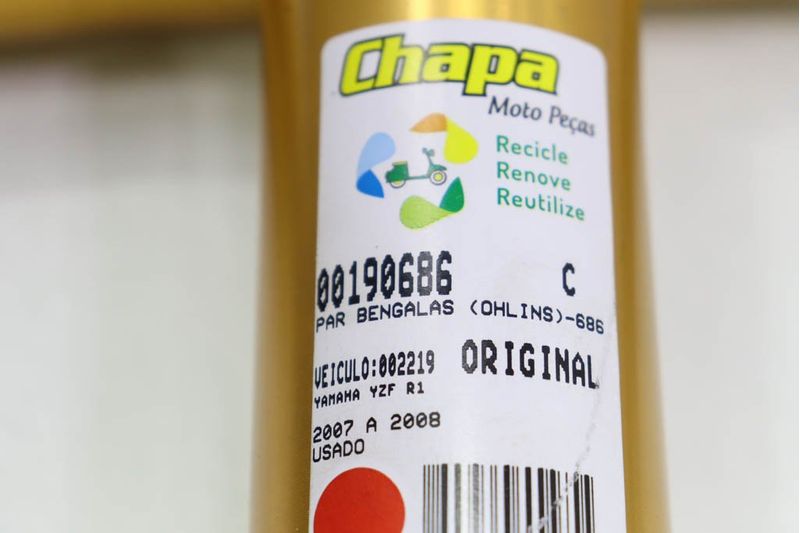 Chapa
Moto Peças
Recicle
Renove
Reutilize
00190686 C
PAR BENGALAS (OHLINS)-686
VEICULO:002219 ORIGINAL
YAMAHA YZF R1
2007 A 2008
USADO